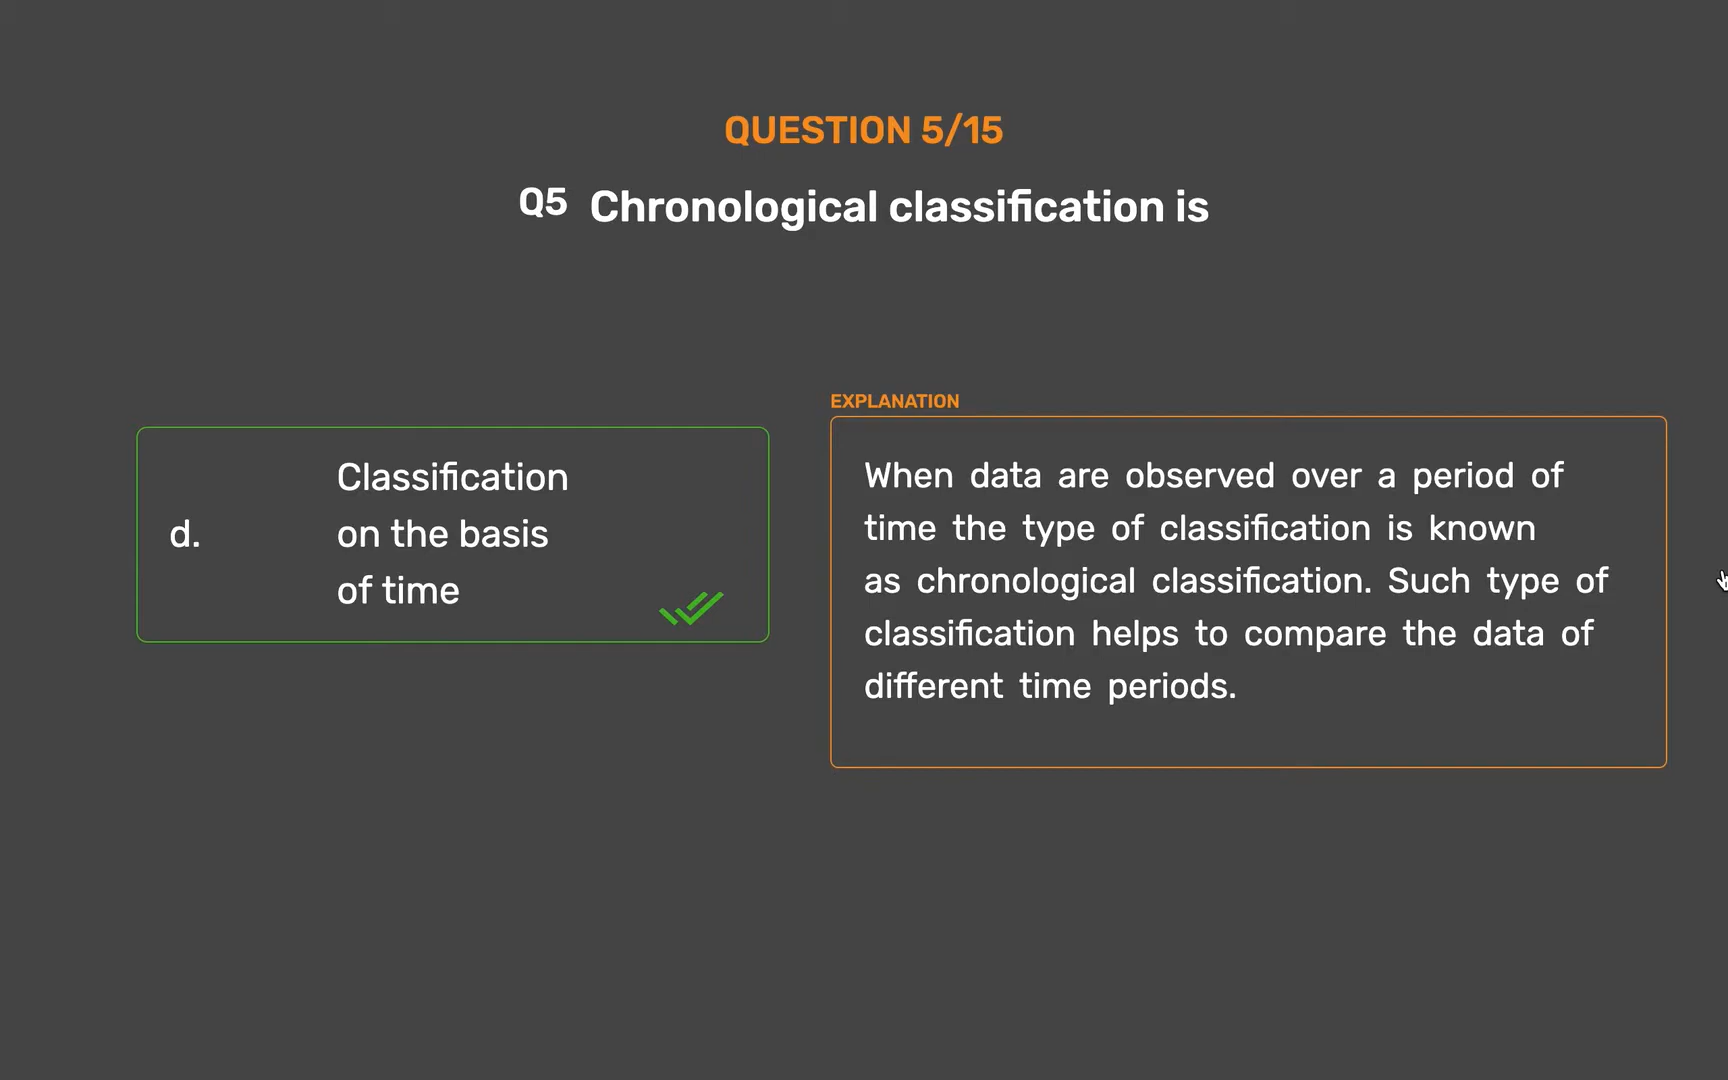 QUESTION 5/15
Q5 Chronological classification is
d.
Classification
on the basis
of time
EXPLANATION
When data are observed over a period of
time the type of classification is known
as chronological classification. Such type of
classification helps to compare the data of
different time periods.